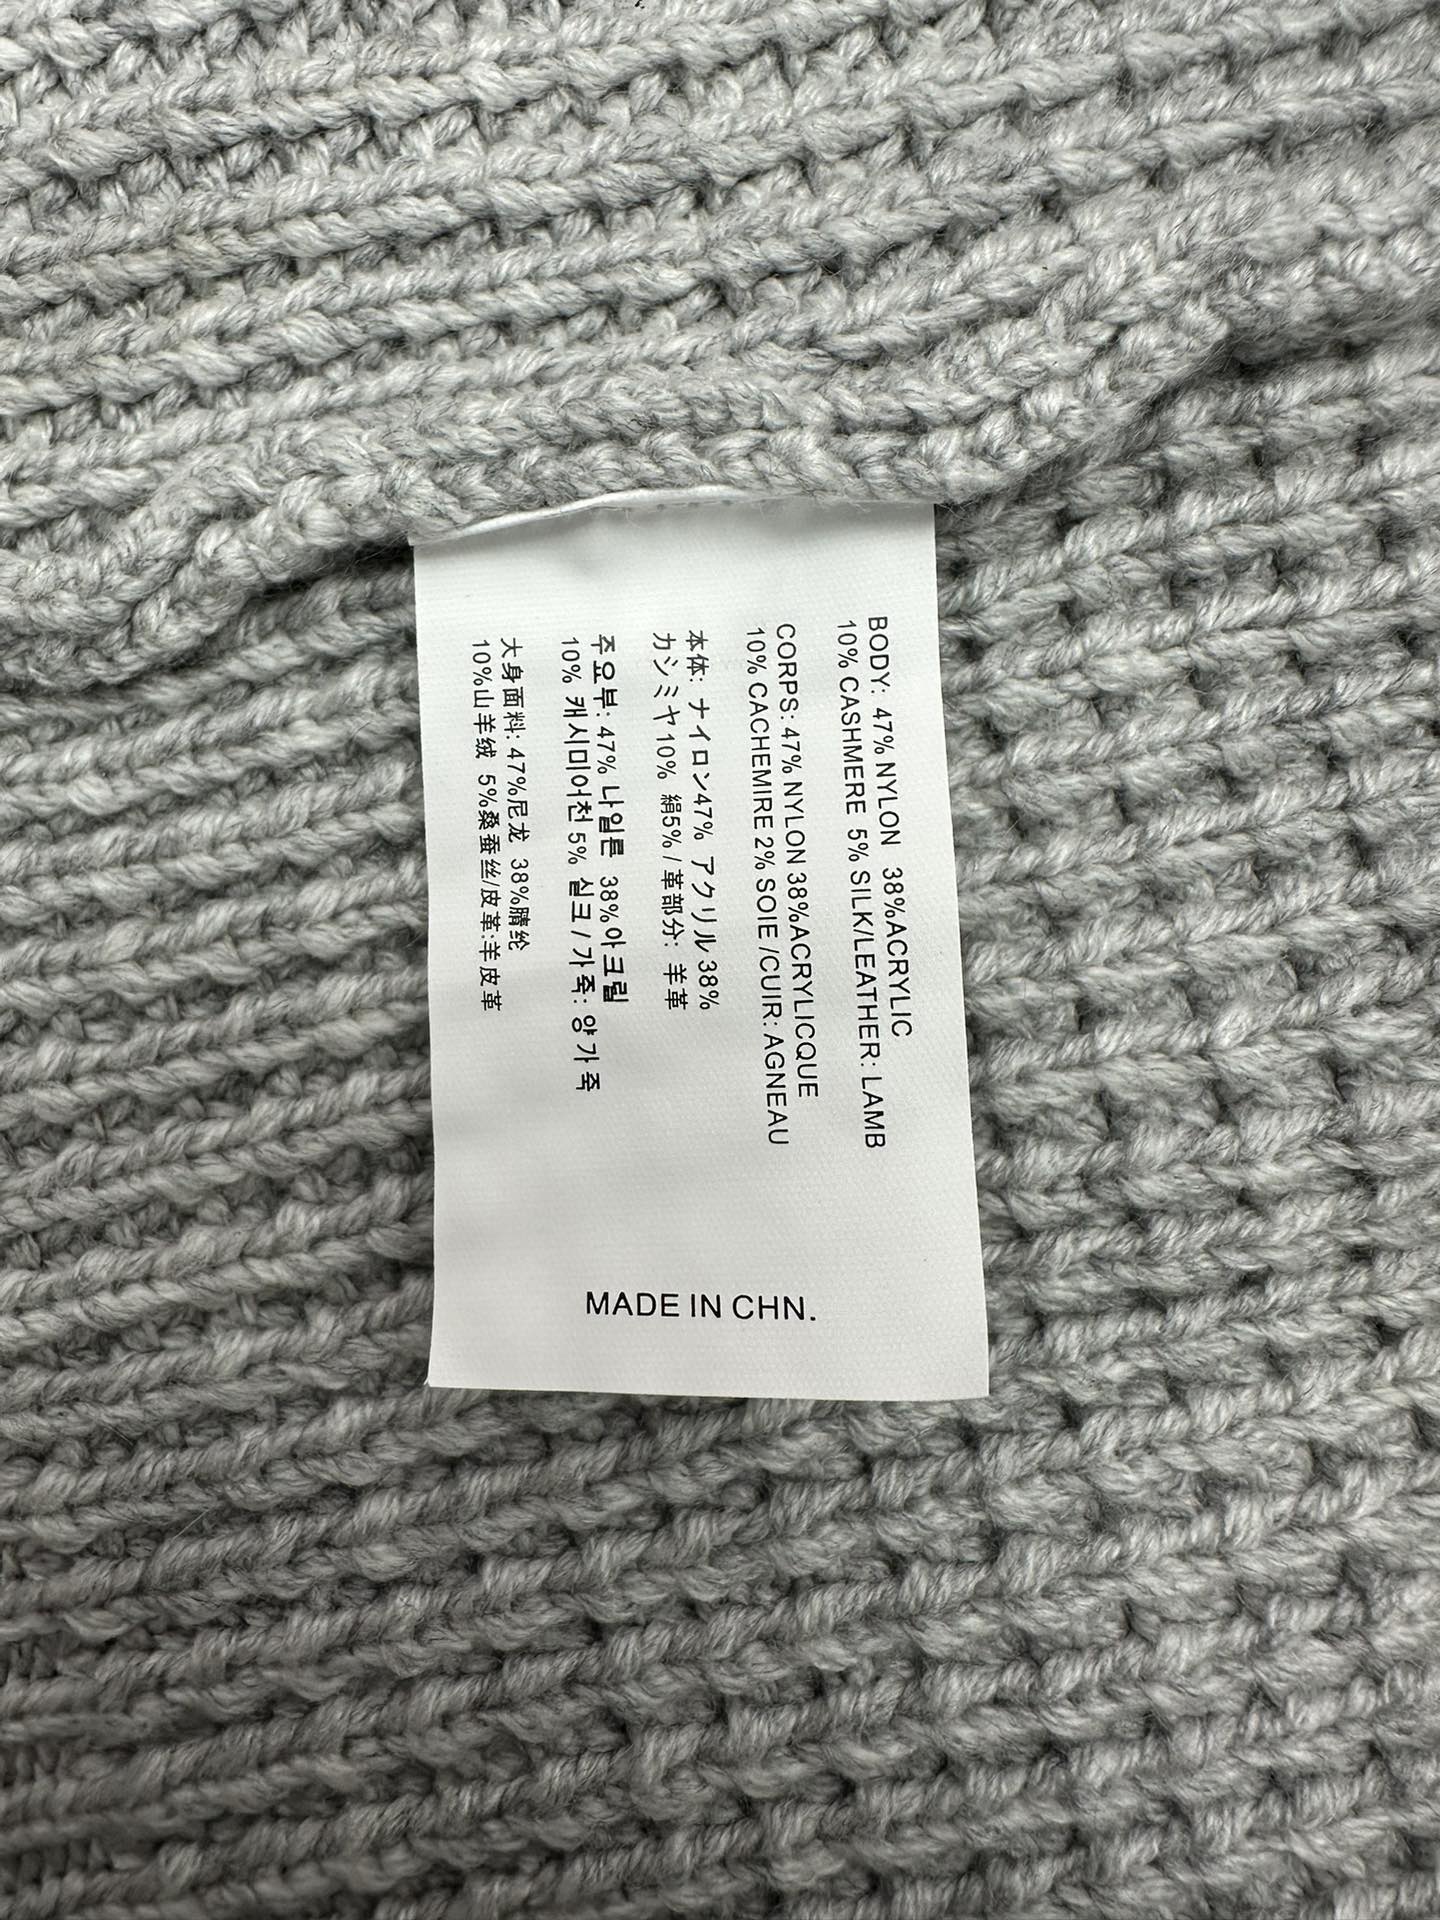 BODY: 47% NYLON 38%ACRYLIC
10% CASHMERE 5% SILK/LEATHER: LAMB
CORPS: 47% NYLON 38%ACRYLICQUE
10% CACHEMIRE 2% SOIE /CUIR: AGNEAU
本体: ナイロン47% アクリル38%
カシミヤ10% 絹5% / 革部分: 羊革
주요부: 47% 나일론 38%아크릴
10% 캐시미어천 5% 실크 / 가죽: 양가죽
大身面料: 47%尼龙 38%腈纶
10%山羊绒 5%桑蚕丝/皮革:羊皮革
MADE IN CHN.